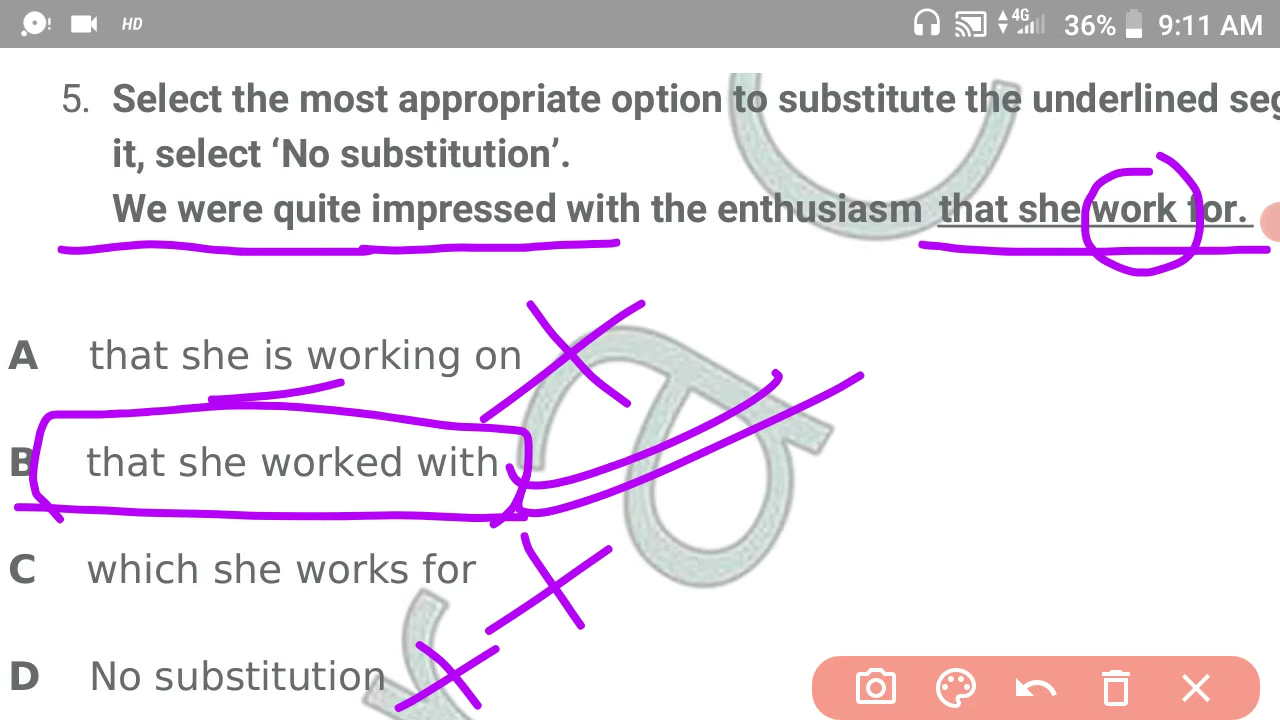 HD 4G 36% 9:11 AM
5. Select the most appropriate option to substitute the underlined seg
it, select ‘No substitution’.
We were quite impressed with the enthusiasm that she work for.
A that she is working on
B that she worked with
C which she works for
D No substitution